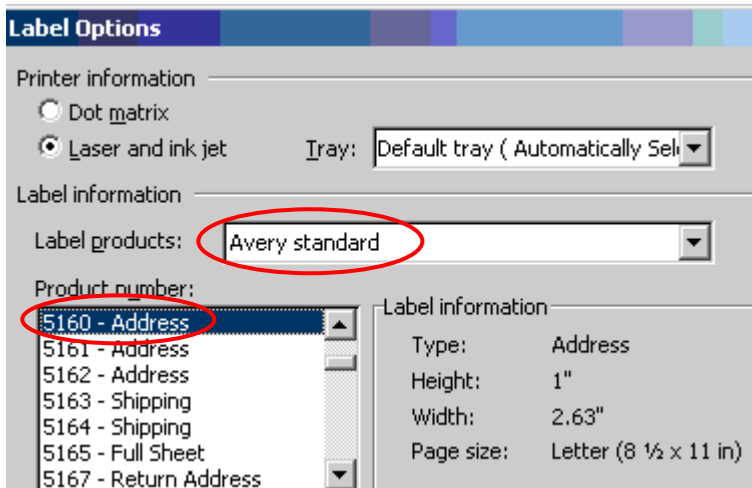 Label Options
Printer information
Dot matrix
Laser and ink jet Tray: Default tray ( Automatically Sel
Label information
Label products: Avery standard
Product number:
5160 - Address
5161 - Address
5162 - Address
5163 - Shipping
5164 - Shipping
5165 - Full Sheet
5167 - Return Address
Label information
Type: Address
Height: 1"
Width: 2.63"
Page size: Letter (8 ½ x 11 in)